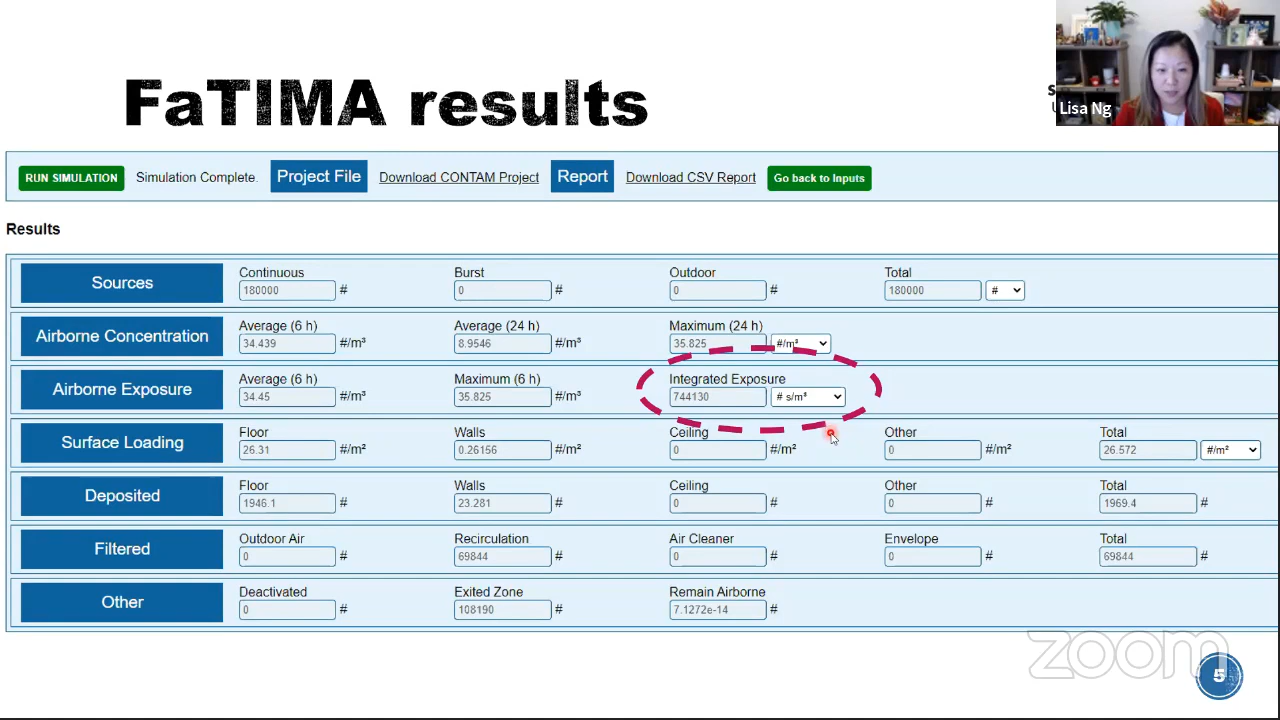 FaTIMA results
Lisa Ng
RUN SIMULATION Simulation Complete. Project File Download CONTAM Project Report Download CSV Report Go back to Inputs
Results
Sources
Continuous Burst Outdoor Total
180000 # 0 # 0 # 180000 #
Airborne Concentration
Average (6 h) Average (24 h) Maximum (24 h)
34.439 #/m³ 8.9546 #/m³ 35.825 #/m³
Airborne Exposure
Average (6 h) Maximum (6 h) Integrated Exposure
34.45 #/m³ 35.825 #/m³ 744130 # s/m³
Surface Loading
Floor Walls Ceiling Other Total
26.31 #/m² 0.26156 #/m² 0 #/m² 0 #/m² 26.572 #/m²
Deposited
Floor Walls Ceiling Other Total
1946.1 # 23.281 # 0 # 0 # 1969.4 #
Filtered
Outdoor Air Recirculation Air Cleaner Envelope Total
0 # 69844 # 0 # 0 # 69844 #
Other
Deactivated Exited Zone Remain Airborne
0 # 108190 # 7.1272e-14 #
zoom
5